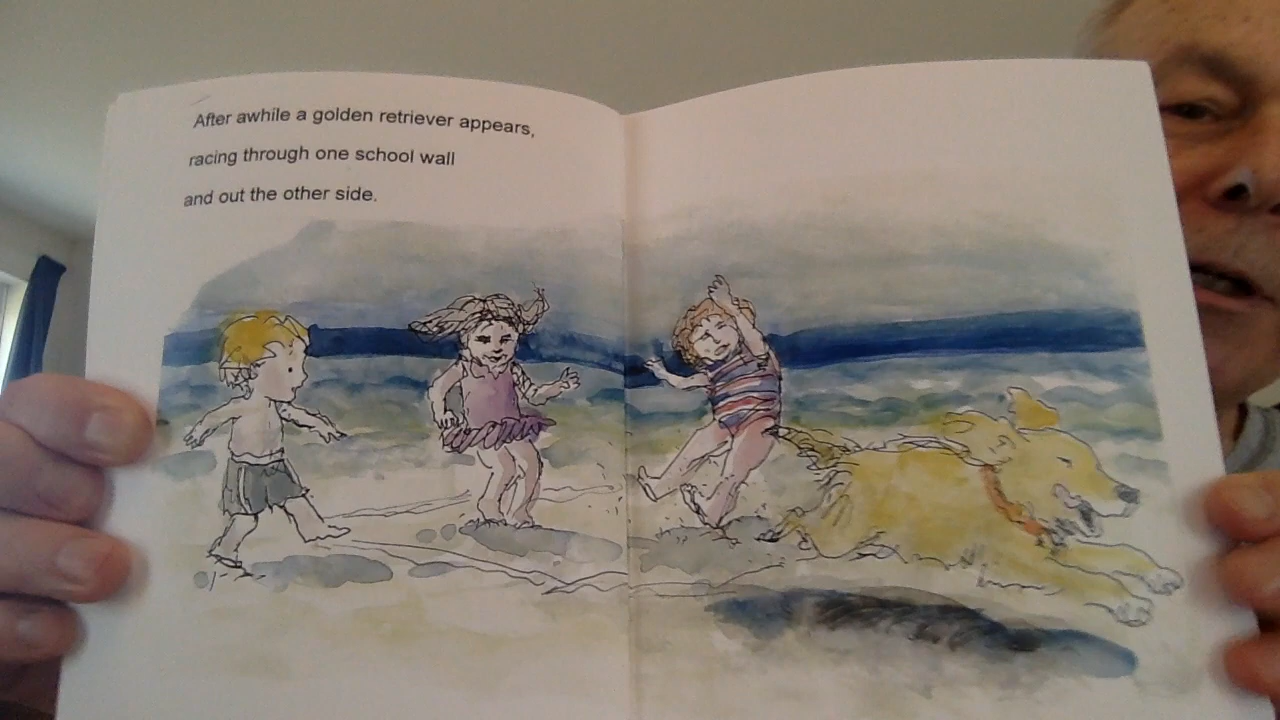 After awhile a golden retriever appears,
racing through one school wall
and out the other side.